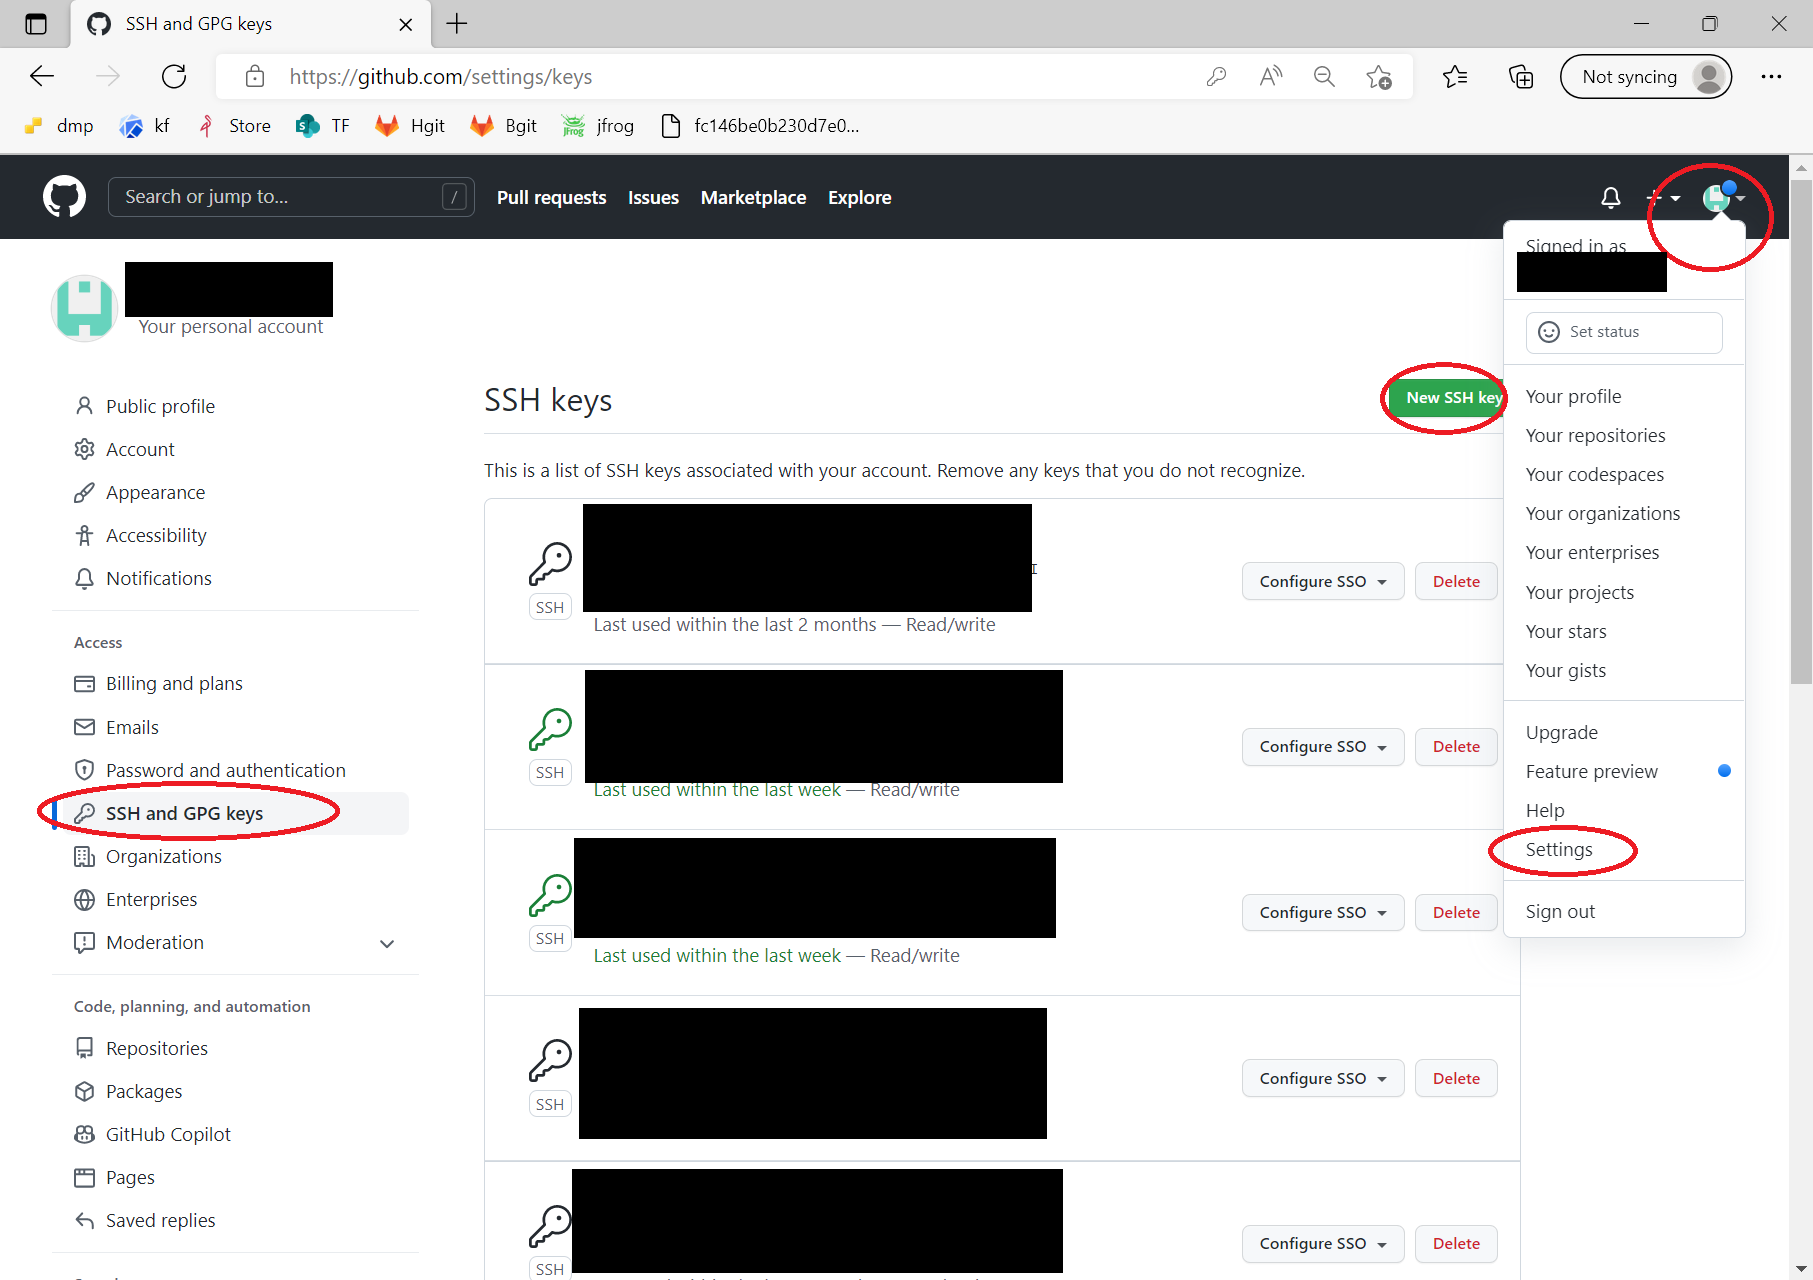 SSH and GPG keys
https://github.com/settings/keys
Not syncing
dmp
kf
Store
TF
Hgit
Bgit
jfrog
fc146be0b230d7e0...
Search or jump to...
/
Pull requests
Issues
Marketplace
Explore
Signed in as
Your personal account
Set status
Public profile
Account
Appearance
Accessibility
Notifications
Access
Billing and plans
Emails
Password and authentication
SSH and GPG keys
Organizations
Enterprises
Moderation
Code, planning, and automation
Repositories
Packages
GitHub Copilot
Pages
Saved replies
SSH keys
New SSH key
This is a list of SSH keys associated with your account. Remove any keys that you do not recognize.
SSH
Last used within the last 2 months — Read/write
Configure SSO
Delete
SSH
Last used within the last week — Read/write
Configure SSO
Delete
SSH
Last used within the last week — Read/write
Configure SSO
Delete
SSH
Configure SSO
Delete
SSH
Configure SSO
Delete
Your profile
Your repositories
Your codespaces
Your organizations
Your enterprises
Your projects
Your stars
Your gists
Upgrade
Feature preview
Help
Settings
Sign out